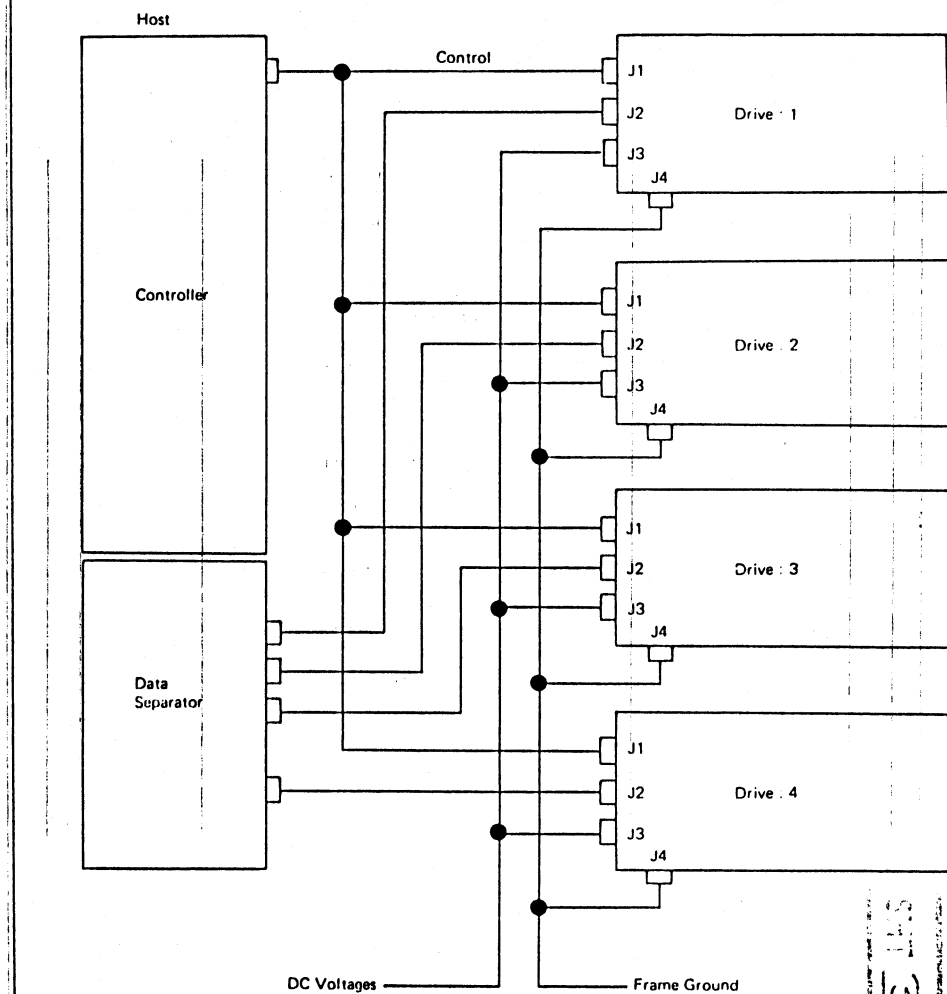 Host
Control
J1
J2
Drive : 1
J3
J4
Controller
J1
J2
Drive : 2
J3
J4
J1
J2
Drive : 3
J3
J4
Data
Separator
J1
J2
Drive : 4
J3
J4
DC Voltages
Frame Ground